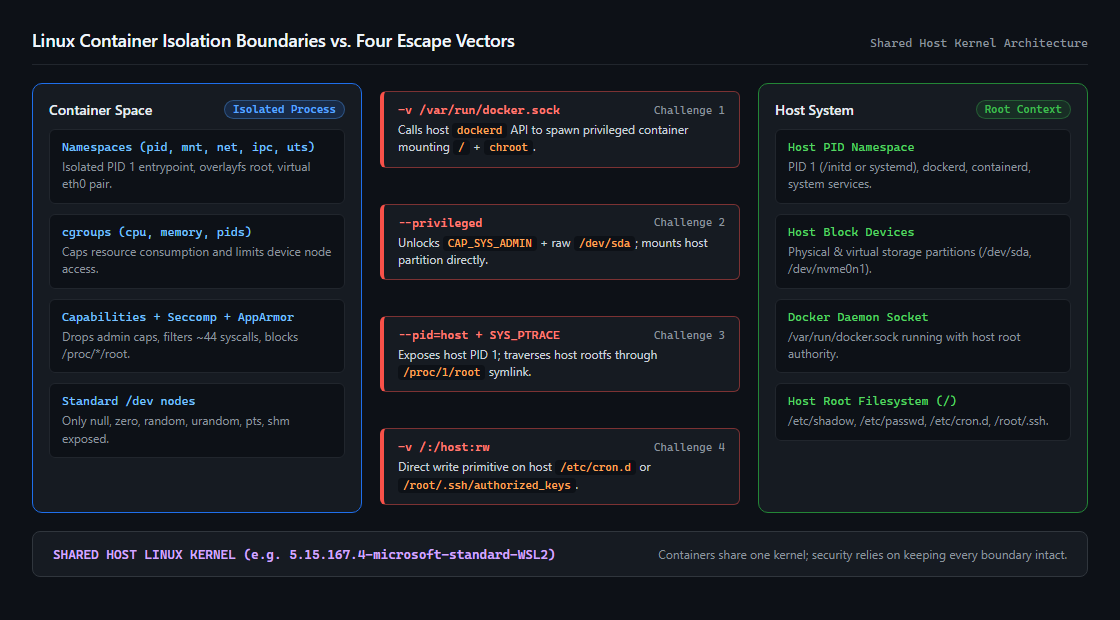 Linux Container Isolation Boundaries vs. Four Escape Vectors
Shared Host Kernel Architecture
Container Space
Isolated Process
Namespaces (pid, mnt, net, ipc, uts)
Isolated PID 1 entrypoint, overlayfs root, virtual
eth0 pair.
cgroups (cpu, memory, pids)
Caps resource consumption and limits device node
access.
Capabilities + Seccomp + AppArmor
Drops admin caps, filters ~44 syscalls, blocks
/proc/*/root.
Standard /dev nodes
Only null, zero, random, urandom, pts, shm
exposed.
-v /var/run/docker.sock
Challenge 1
Calls host dockerd API to spawn privileged container
mounting / + chroot .
--privileged
Challenge 2
Unlocks CAP_SYS_ADMIN + raw /dev/sda ; mounts host
partition directly.
--pid=host + SYS_PTRACE
Challenge 3
Exposes host PID 1; traverses host rootfs through
/proc/1/root symlink.
-v /:/host:rw
Challenge 4
Direct write primitive on host /etc/cron.d or
/root/.ssh/authorized_keys .
Host System
Root Context
Host PID Namespace
PID 1 (/initd or systemd), dockerd, containerd,
system services.
Host Block Devices
Physical & virtual storage partitions (/dev/sda,
/dev/nvme0n1).
Docker Daemon Socket
/var/run/docker.sock running with host root
authority.
Host Root Filesystem (/)
/etc/shadow, /etc/passwd, /etc/cron.d, /root/.ssh.
SHARED HOST LINUX KERNEL (e.g. 5.15.167.4-microsoft-standard-WSL2)
Containers share one kernel; security relies on keeping every boundary intact.